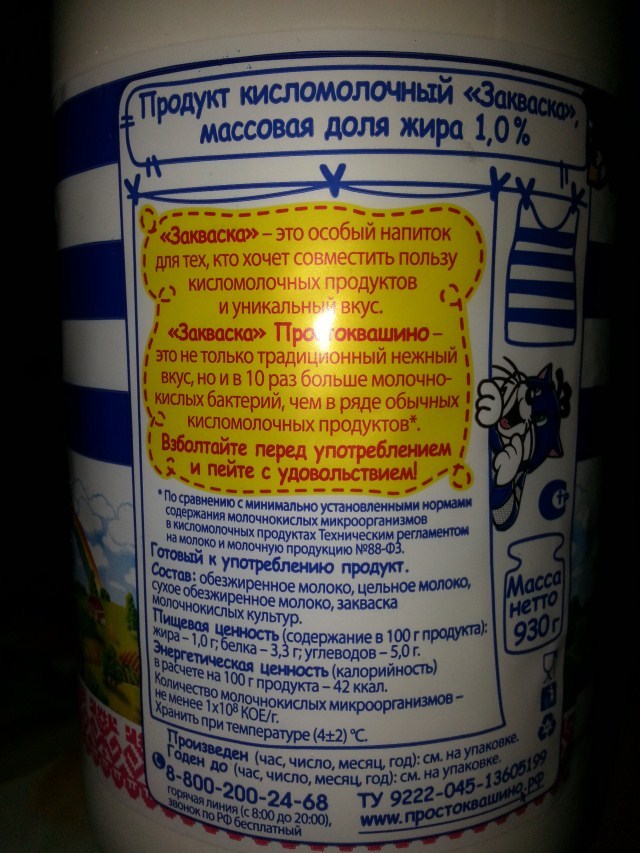 Продукт кисломолочный «Закваска»,
массовая доля жира 1,0%
«Закваска» – это особый напиток
для тех, кто хочет совместить пользу
кисломолочных продуктов
и уникальный вкус.
«Закваска» Простоквашино –
это не только традиционный нежный
вкус, но и в 10 раз больше молочно-
кислых бактерий, чем в ряде обычных
кисломолочных продуктов*.
Взболтайте перед употреблением
и пейте с удовольствием!
* По сравнению с минимально установленными нормами
содержания молочнокислых микроорганизмов
в кисломолочных продуктах Техническим регламентом
на молоко и молочную продукцию №88-ФЗ.
Готовый к употреблению продукт.
Состав: обезжиренное молоко, цельное молоко,
сухое обезжиренное молоко, закваска
молочнокислых культур.
Пищевая ценность (содержание в 100 г продукта):
жира – 1,0 г; белка – 3,3 г; углеводов – 5,0 г.
Энергетическая ценность (калорийность)
в расчете на 100 г продукта – 42 ккал.
Количество молочнокислых микроорганизмов –
не менее 1х10⁸ КОЕ/г.
Хранить при температуре (4±2) °С.
Масса
нетто
930 г
Произведен (час, число, месяц, год): см. на упаковке.
Годен до (час, число, месяц, год): см. на упаковке.
8-800-200-24-68
горячая линия (с 8:00 до 20:00),
звонок по РФ бесплатный
ТУ 9222-045-13605199
www.простоквашино.рф